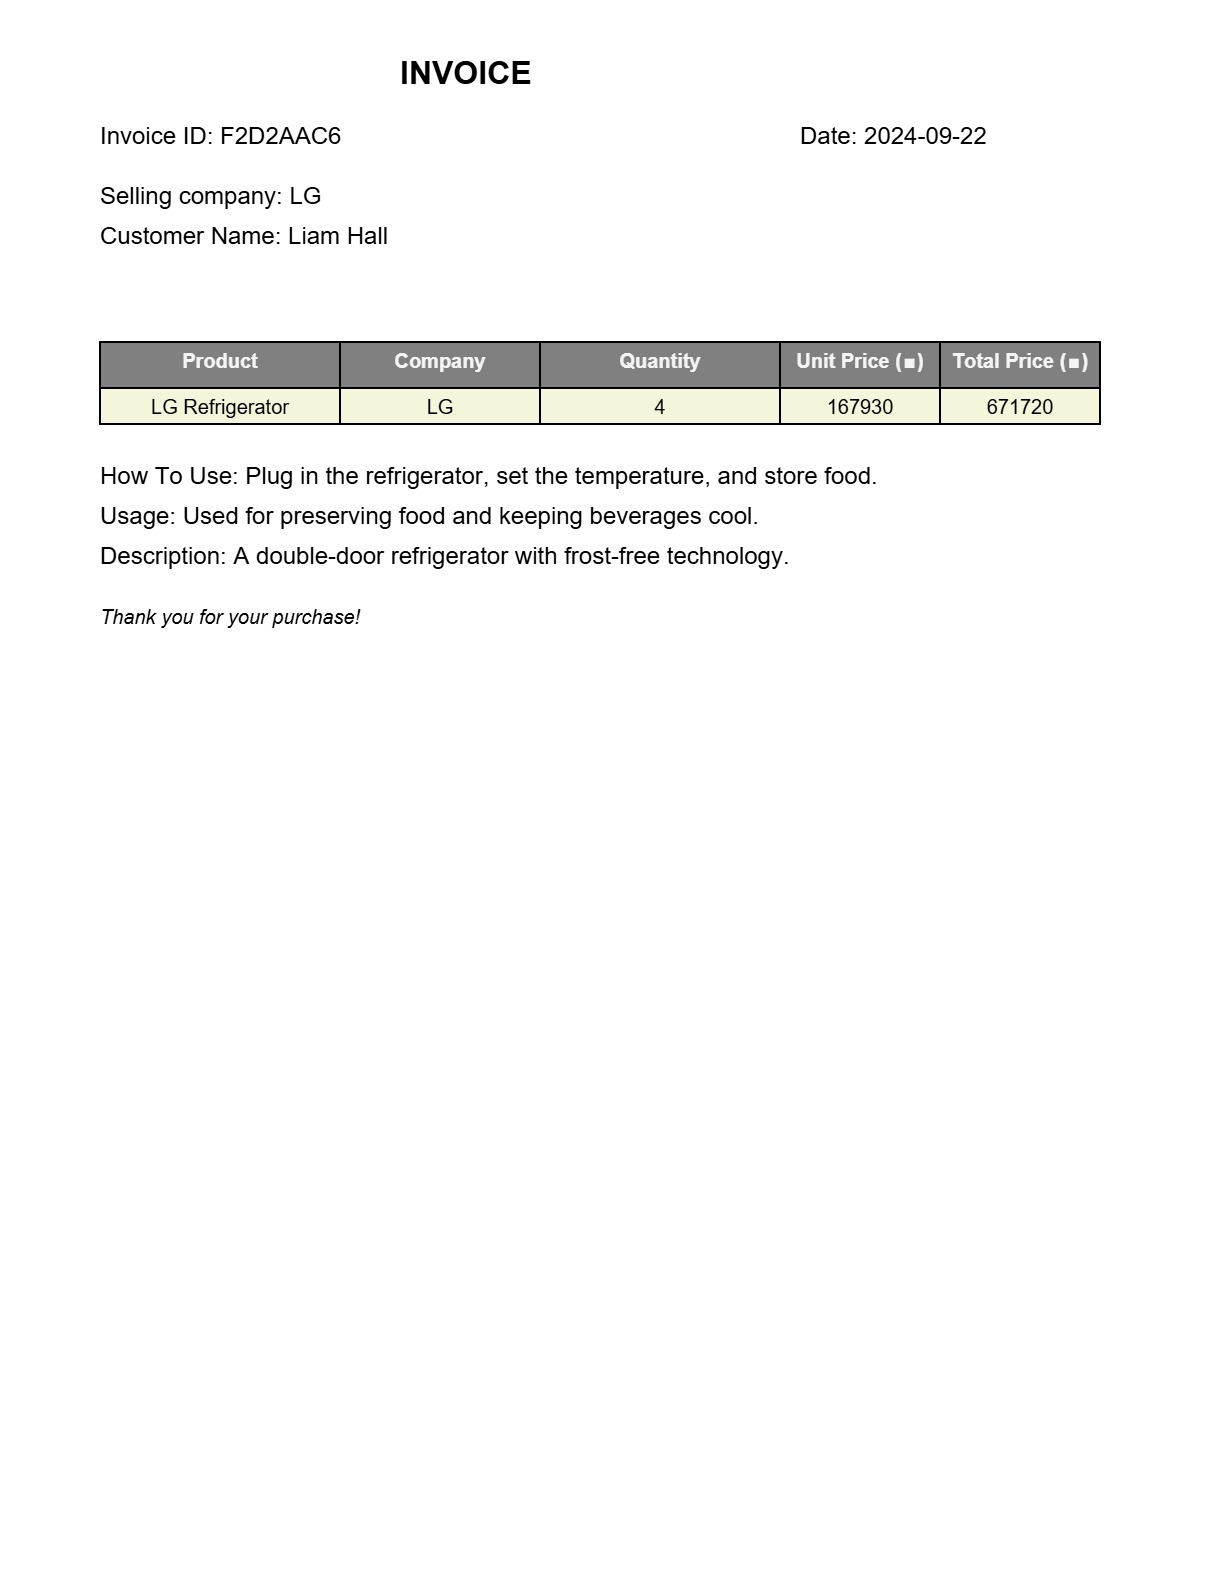 INVOICE
Invoice ID: F2D2AAC6 Date: 2024-09-22
Selling company: LG
Customer Name: Liam Hall
Product Company Quantity Unit Price (■) Total Price (■)
LG Refrigerator LG 4 167930 671720
How To Use: Plug in the refrigerator, set the temperature, and store food.
Usage: Used for preserving food and keeping beverages cool.
Description: A double-door refrigerator with frost-free technology.
Thank you for your purchase!